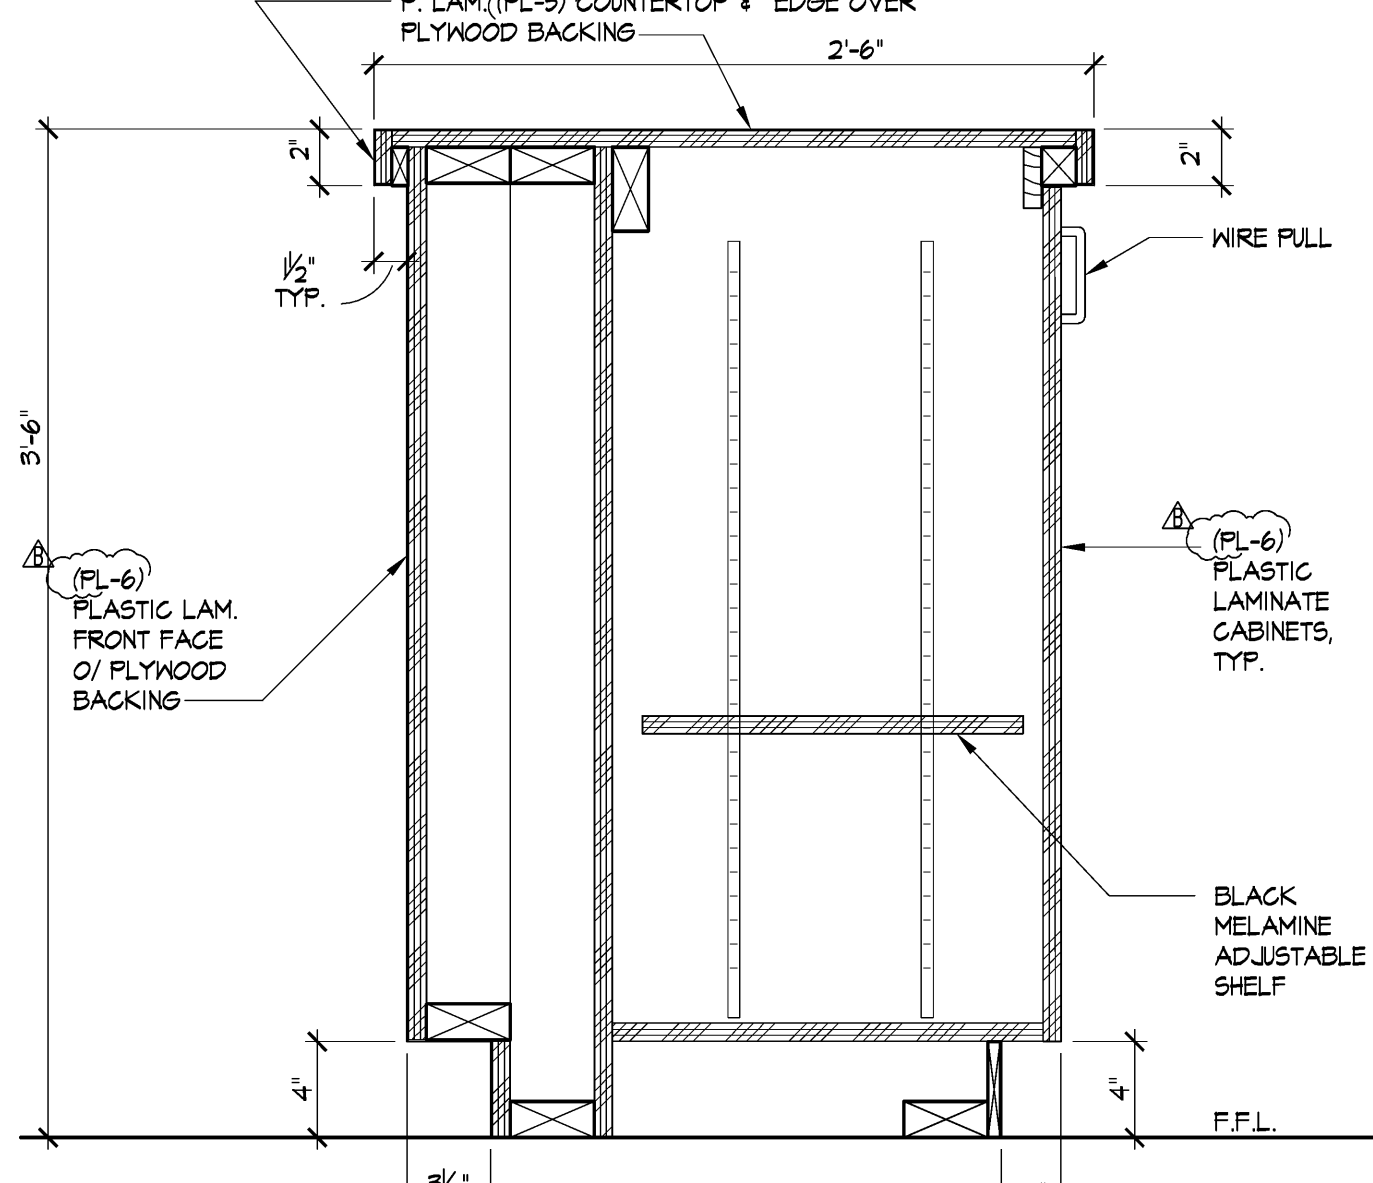 P. LAM.(PL-5) COUNTERTOP & EDGE OVER
PLYWOOD BACKING
2'-6"
2"
2"
WIRE PULL
1½"
TYP.
3'-6"
B
(PL-6)
PLASTIC LAM.
FRONT FACE
O/ PLYWOOD
BACKING
B
(PL-6)
PLASTIC
LAMINATE
CABINETS,
TYP.
BLACK
MELAMINE
ADJUSTABLE
SHELF
4"
4"
F.F.L.